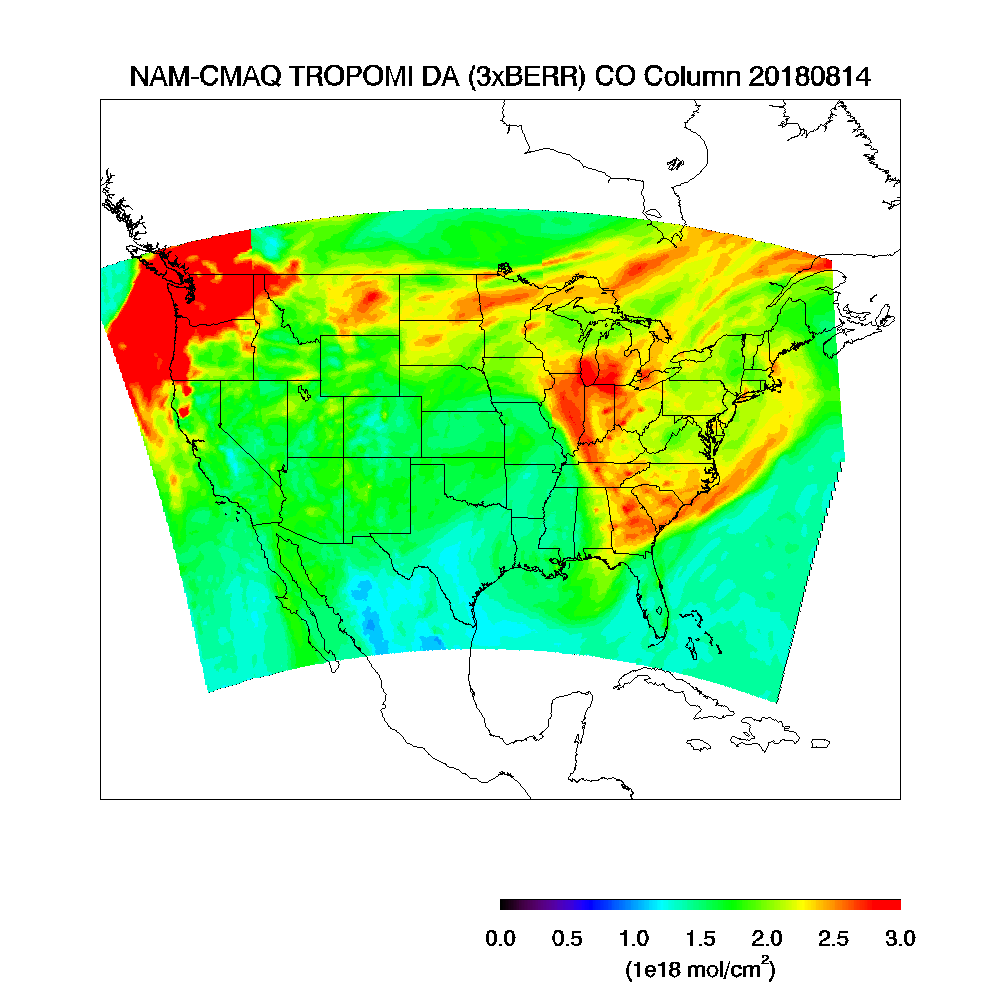 NAM-CMAQ TROPOMI DA (3xBERR) CO Column 20180814
0.0 0.5 1.0 1.5 2.0 2.5 3.0
(1e18 mol/cm²)